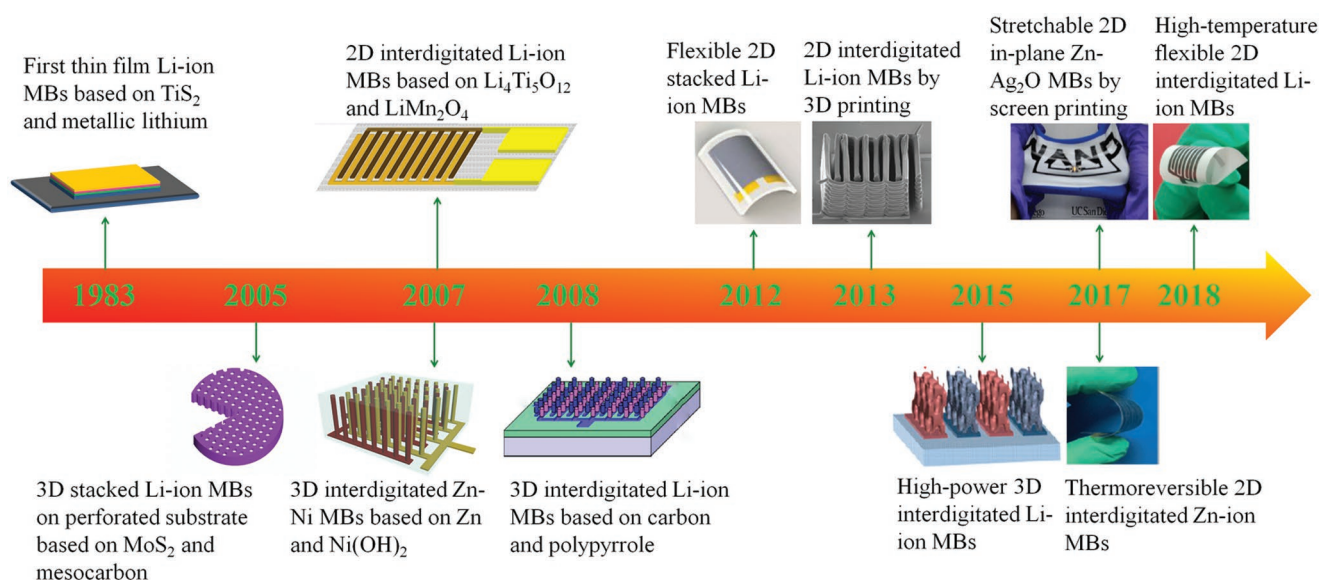 First thin film Li-ion
MBs based on TiS₂
and metallic lithium
2D interdigitated Li-ion
MBs based on Li₄Ti₅O₁₂
and LiMn₂O₄
Flexible 2D
stacked Li-
ion MBs
2D interdigitated
Li-ion MBs by
3D printing
Stretchable 2D
in-plane Zn-
Ag₂O MBs by
screen printing
High-temperature
flexible 2D
interdigitated Li-
ion MBs
NANO
UC San Die
1983
2005
2007
2008
2012
2013
2015
2017
2018
3D stacked Li-ion MBs
on perforated substrate
based on MoS₂ and
mesocarbon
3D interdigitated Zn-
Ni MBs based on Zn
and Ni(OH)₂
3D interdigitated Li-ion
MBs based on carbon
and polypyrrole
High-power 3D
interdigitated Li-
ion MBs
Thermoreversible 2D
interdigitated Zn-ion
MBs